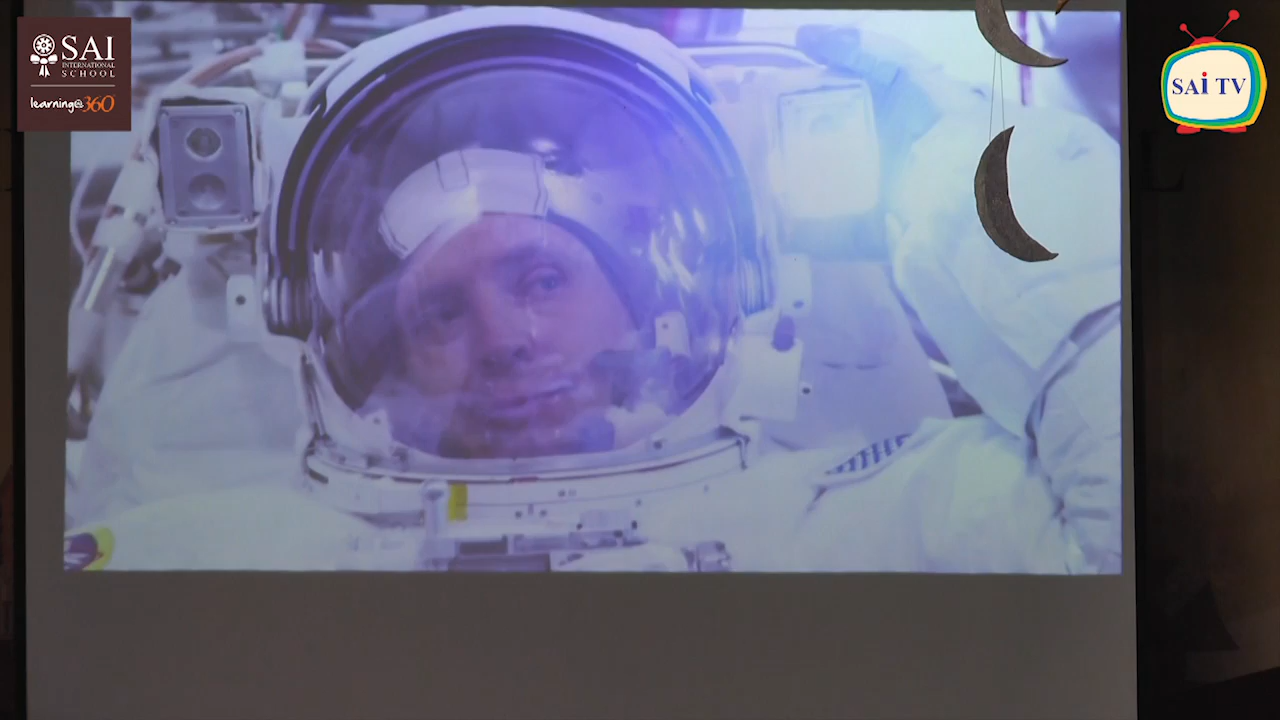 SAI
INTERNATIONAL
SCHOOL
learning@360°
SAI TV